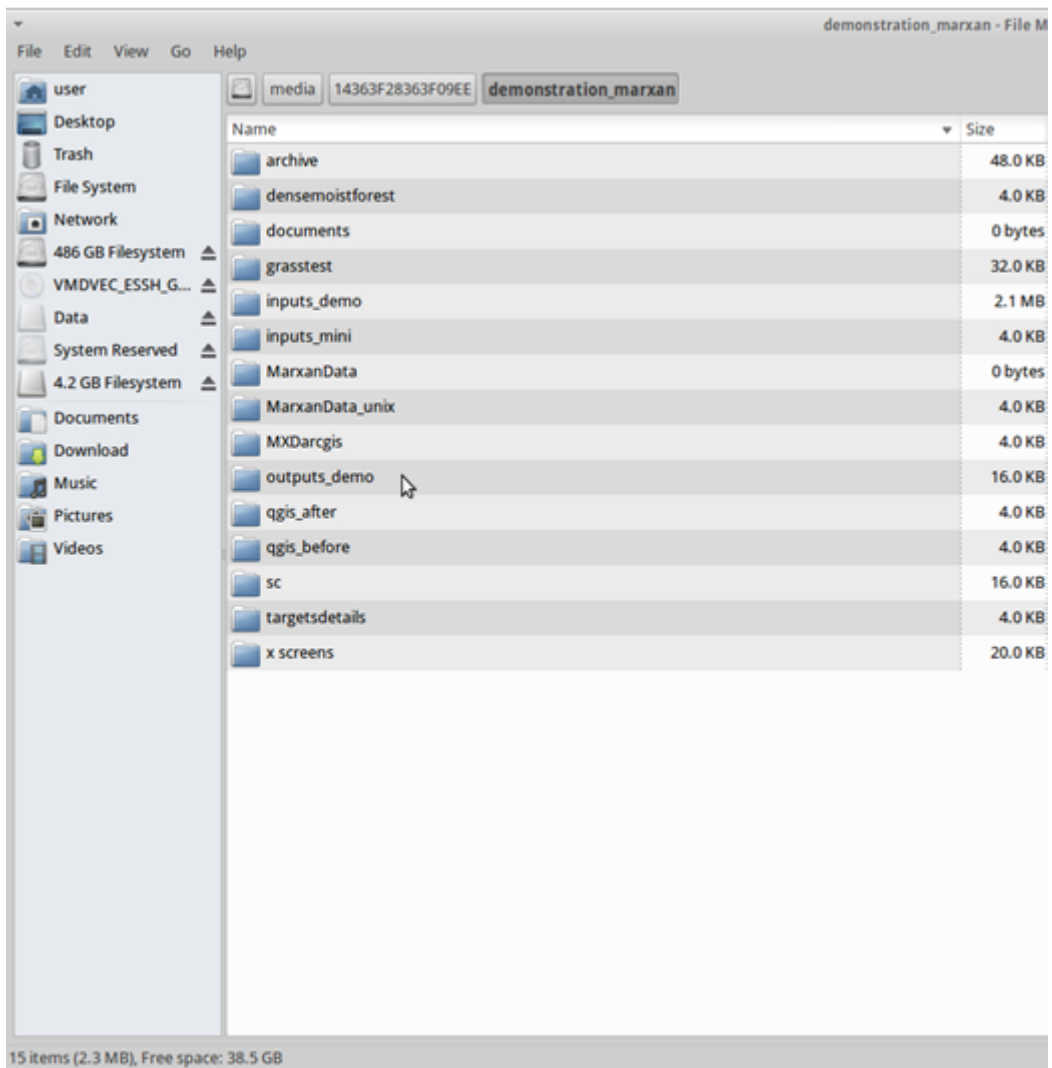 demonstration_marxan - File M
File Edit View Go Help
user
Desktop
Trash
File System
Network
486 GB Filesystem
VMDVEC_ESSH_G...
Data
System Reserved
4.2 GB Filesystem
Documents
Download
Music
Pictures
Videos
media 14363F28363F09EE demonstration_marxan
Name Size
archive 48.0 KB
densemoistforest 4.0 KB
documents 0 bytes
grasstest 32.0 KB
inputs_demo 2.1 MB
inputs_mini 4.0 KB
MarxanData 0 bytes
MarxanData_unix 4.0 KB
MXDarcgis 4.0 KB
outputs_demo 16.0 KB
qgis_after 4.0 KB
qgis_before 4.0 KB
sc 16.0 KB
targetsdetails 4.0 KB
x screens 20.0 KB
15 items (2.3 MB), Free space: 38.5 GB